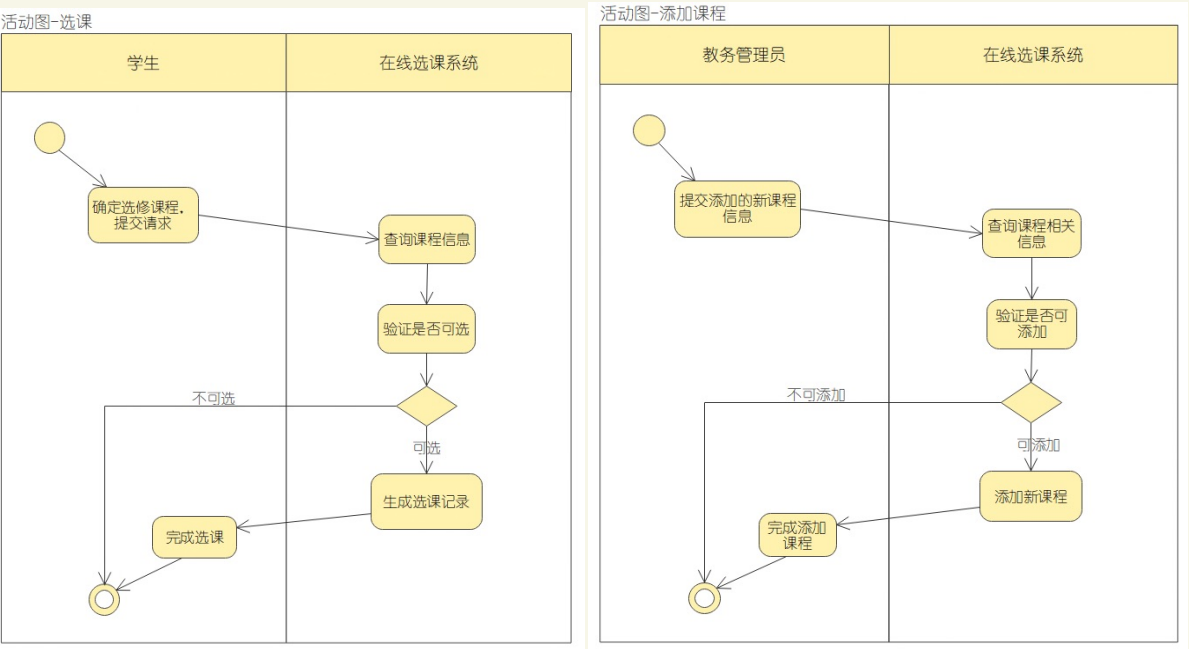 活动图-选课
学生
在线选课系统
确定选修课程，
提交请求
查询课程信息
验证是否可选
不可选
可选
生成选课记录
完成选课
活动图-添加课程
教务管理员
在线选课系统
提交添加的新课程
信息
查询课程相关
信息
验证是否可
添加
不可添加
可添加
添加新课程
完成添加
课程